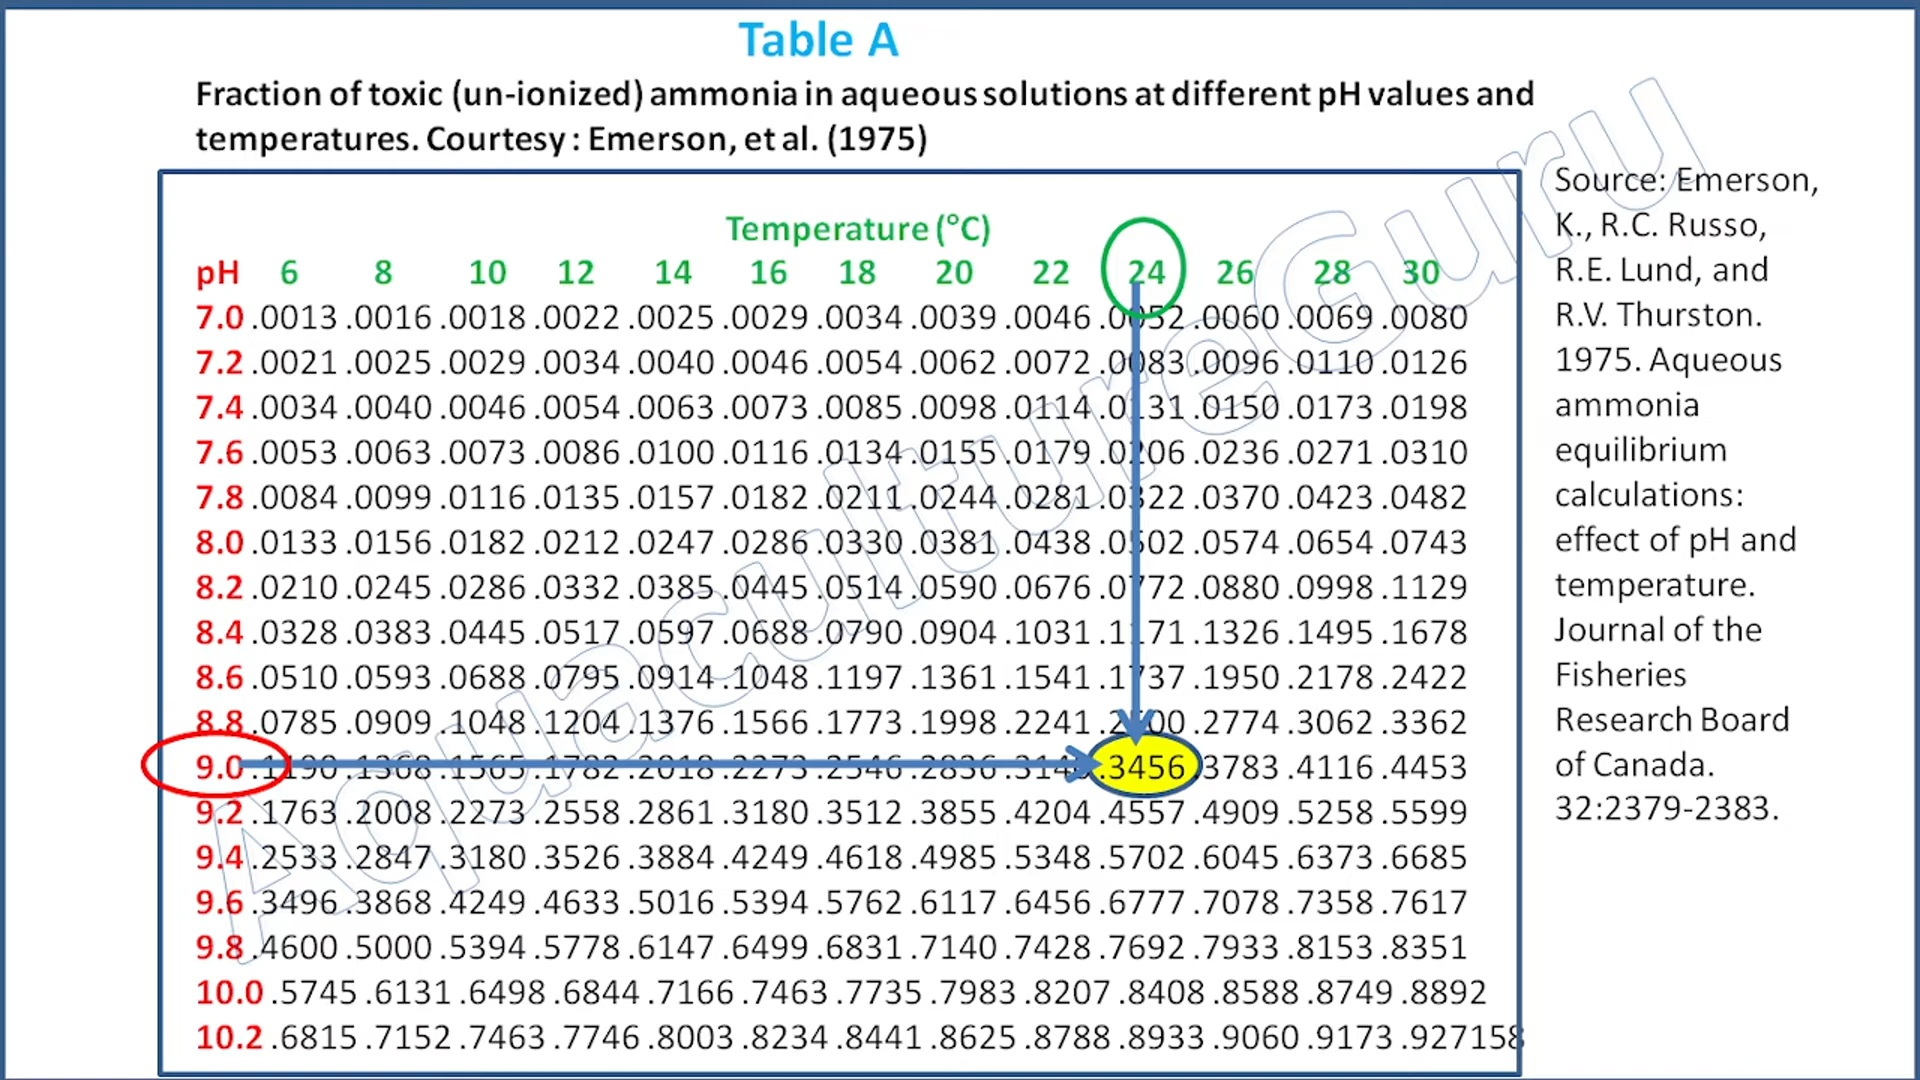 Table A
Fraction of toxic (un-ionized) ammonia in aqueous solutions at different pH values and
temperatures. Courtesy : Emerson, et al. (1975)
Temperature (°C)
pH 6 8 10 12 14 16 18 20 22 24 26 28 30
7.0 .0013 .0016 .0018 .0022 .0025 .0029 .0034 .0039 .0046 .0052 .0060 .0069 .0080
7.2 .0021 .0025 .0029 .0034 .0040 .0046 .0054 .0062 .0072 .0083 .0096 .0110 .0126
7.4 .0034 .0040 .0046 .0054 .0063 .0073 .0085 .0098 .0114 .0131 .0150 .0173 .0198
7.6 .0053 .0063 .0073 .0086 .0100 .0116 .0134 .0155 .0179 .0206 .0236 .0271 .0310
7.8 .0084 .0099 .0116 .0135 .0157 .0182 .0211 .0244 .0281 .0322 .0370 .0423 .0482
8.0 .0133 .0156 .0182 .0212 .0247 .0286 .0330 .0381 .0438 .0502 .0574 .0654 .0743
8.2 .0210 .0245 .0286 .0332 .0385 .0445 .0514 .0590 .0676 .0772 .0880 .0998 .1129
8.4 .0328 .0383 .0445 .0517 .0597 .0688 .0790 .0904 .1031 .1171 .1326 .1495 .1678
8.6 .0510 .0593 .0688 .0795 .0914 .1048 .1197 .1361 .1541 .1737 .1950 .2178 .2422
8.8 .0785 .0909 .1048 .1204 .1376 .1566 .1773 .1998 .2241 .2774 .3062 .3362
9.0 .1565 .1782 .2018 .2273 .2546 .2836 .3456 .3783 .4116 .4453
9.2 .1763 .2008 .2273 .2558 .2861 .3180 .3512 .3855 .4204 .4557 .4909 .5258 .5599
9.4 .2533 .2847 .3180 .3526 .3884 .4249 .4618 .4985 .5348 .5702 .6045 .6373 .6685
9.6 .3496 .3868 .4249 .4633 .5016 .5394 .5762 .6117 .6456 .6777 .7078 .7358 .7617
9.8 .4600 .5000 .5394 .5778 .6147 .6499 .6831 .7140 .7428 .7692 .7933 .8153 .8351
10.0 .5745 .6131 .6498 .6844 .7166 .7463 .7735 .7983 .8207 .8408 .8588 .8749 .8892
10.2 .6815 .7152 .7463 .7746 .8003 .8234 .8441 .8625 .8788 .8933 .9060 .9173 .927158
Source: Emerson,
K., R.C. Russo,
R.E. Lund, and
R.V. Thurston.
1975. Aqueous
ammonia
equilibrium
calculations:
effect of pH and
temperature.
Journal of the
Fisheries
Research Board
of Canada.
32:2379-2383.
AquacultureGuru